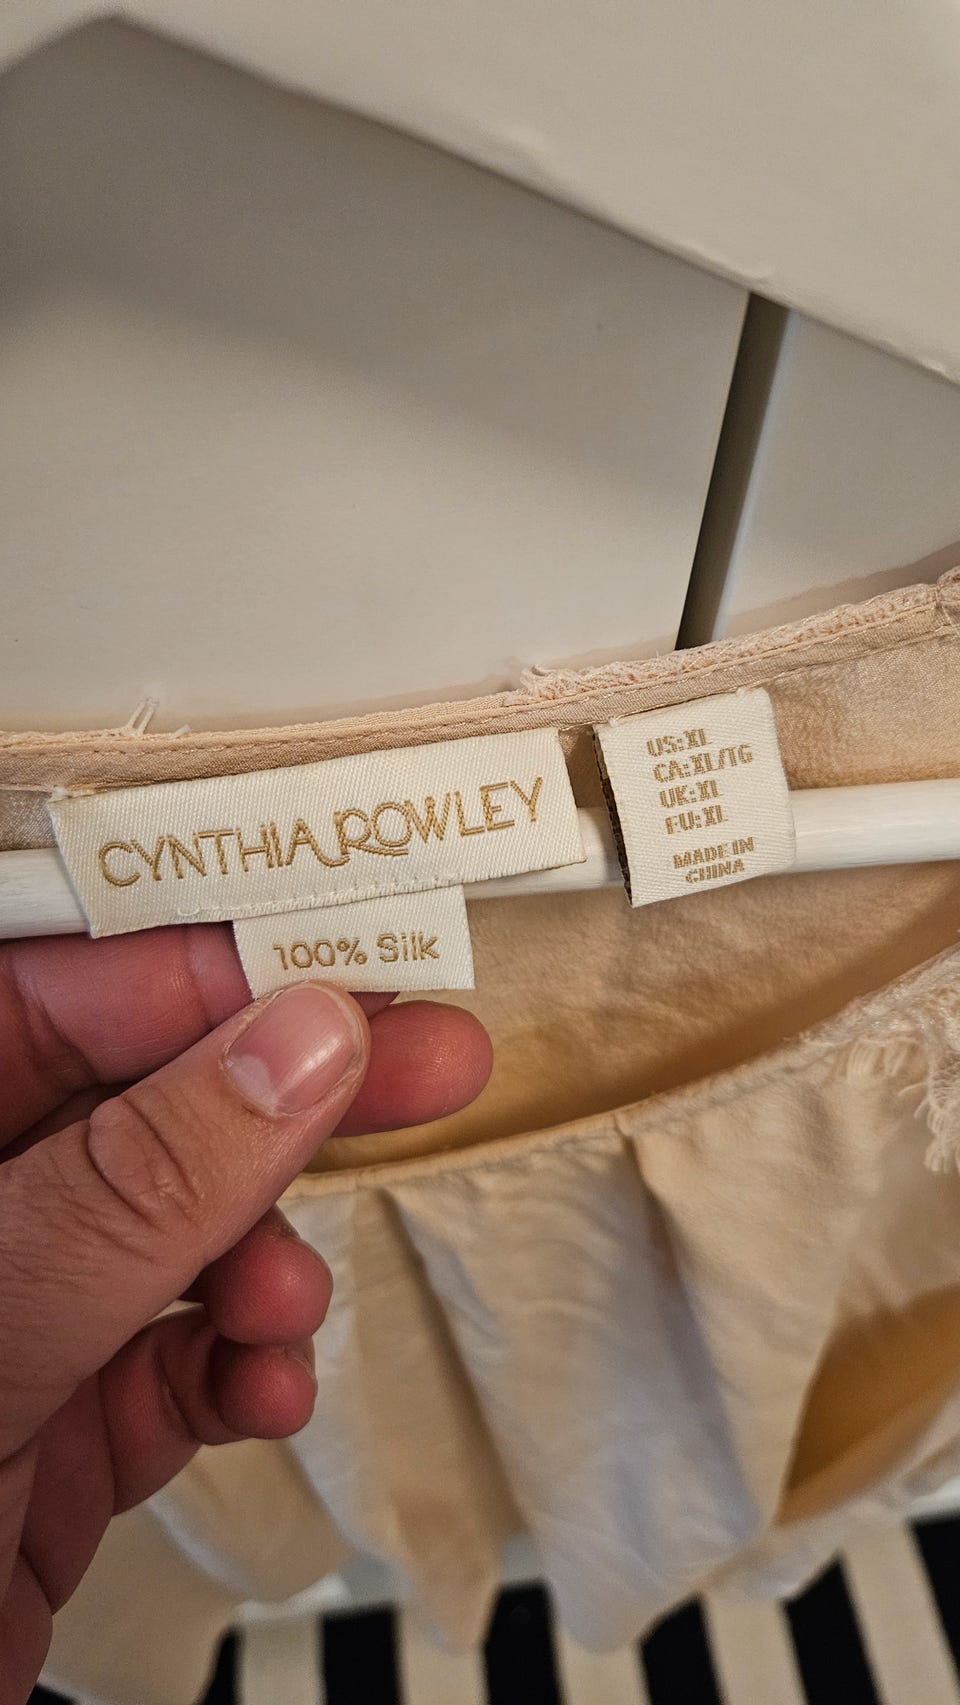 CYNTHIA ROWLEY
100% Silk
US:XL
CA:XL/TG
UK:XL
EU:XL
MADE IN
CHINA